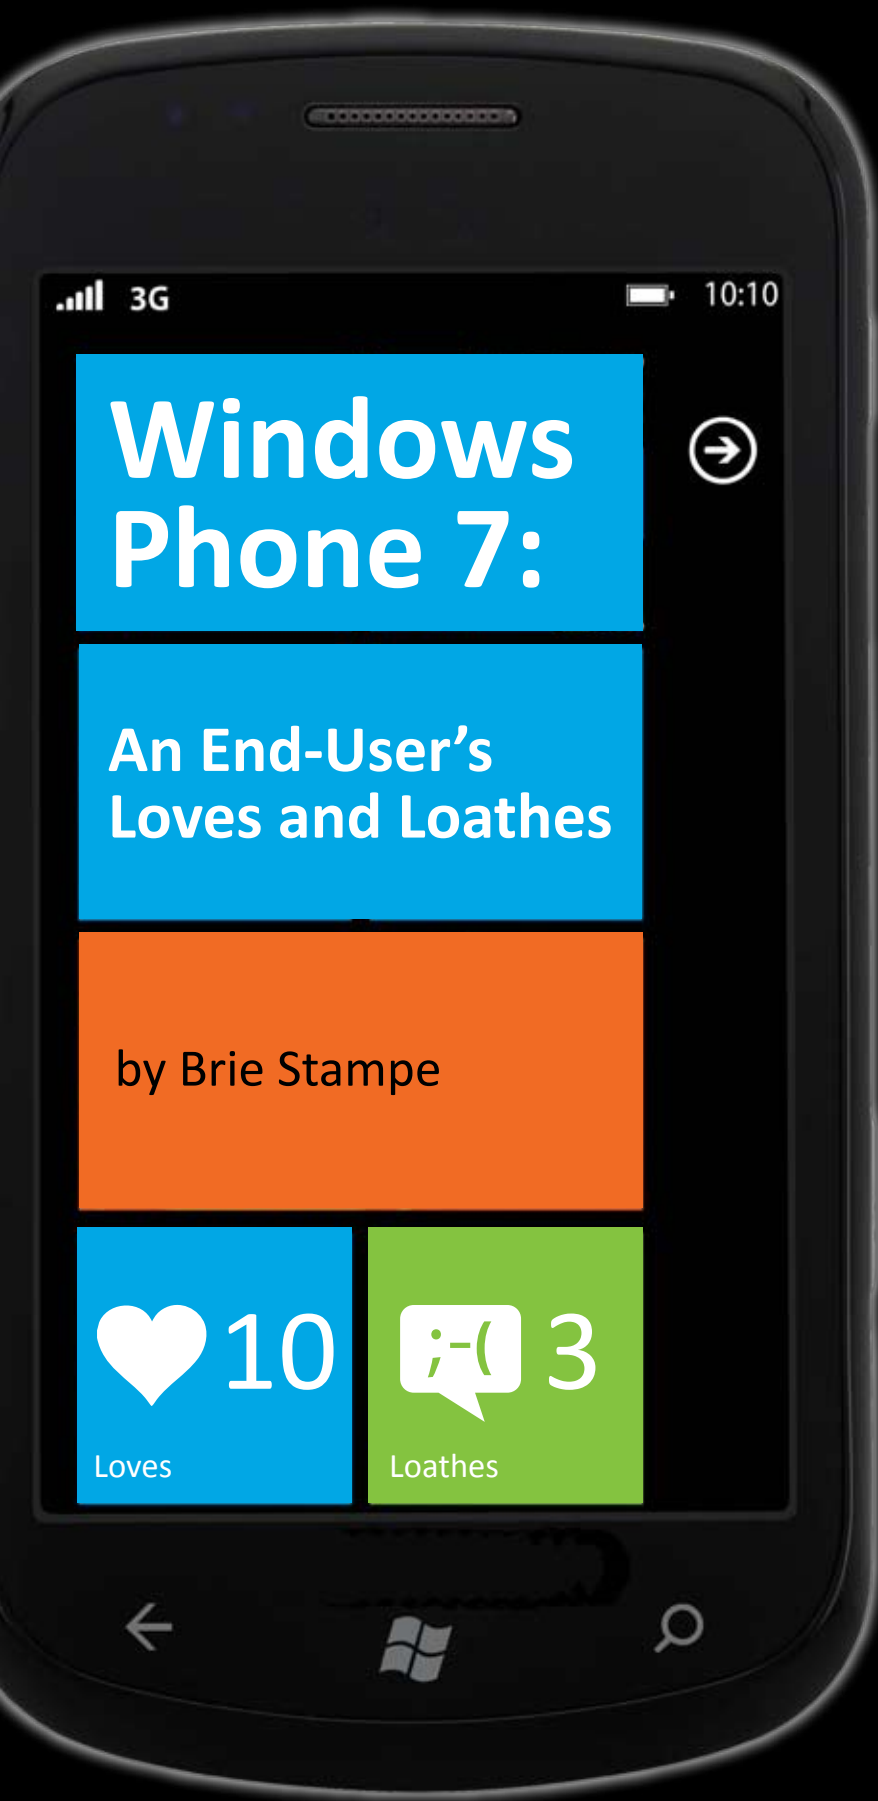 3G 10:10
Windows
Phone 7:
An End-User’s
Loves and Loathes
by Brie Stampe
10 ;-( 3
Loves Loathes